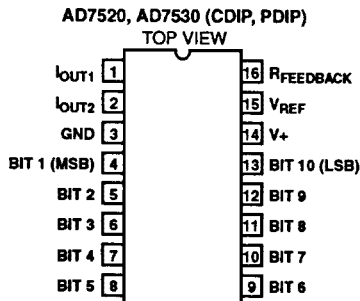 AD7520, AD7530 (CDIP, PDIP)
TOP VIEW
IOUT1 1 16 RFEEDBACK
IOUT2 2 15 VREF
GND 3 14 V+
BIT 1 (MSB) 4 13 BIT 10 (LSB)
BIT 2 5 12 BIT 9
BIT 3 6 11 BIT 8
BIT 4 7 10 BIT 7
BIT 5 8 9 BIT 6